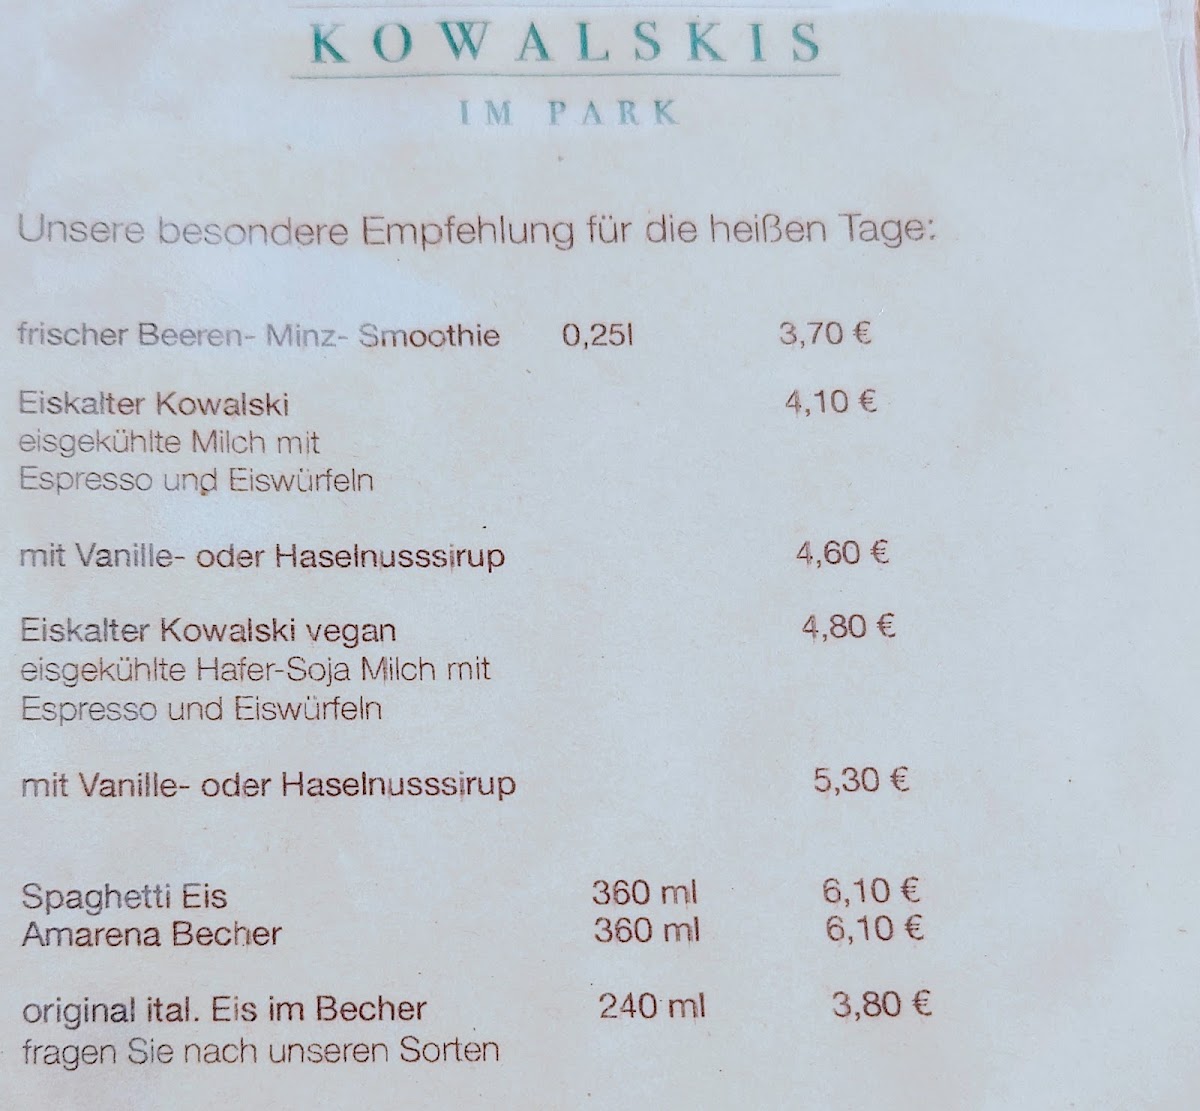 KOWALSKIS
IM PARK
Unsere besondere Empfehlung für die heißen Tage:
frischer Beeren- Minz- Smoothie 0,25l 3,70 €
Eiskalter Kowalski 4,10 €
eisgekühlte Milch mit
Espresso und Eiswürfeln
mit Vanille- oder Haselnusssirup 4,60 €
Eiskalter Kowalski vegan 4,80 €
eisgekühlte Hafer-Soja Milch mit
Espresso und Eiswürfeln
mit Vanille- oder Haselnusssirup 5,30 €
Spaghetti Eis 360 ml 6,10 €
Amarena Becher 360 ml 6,10 €
original ital. Eis im Becher 240 ml 3,80 €
fragen Sie nach unseren Sorten